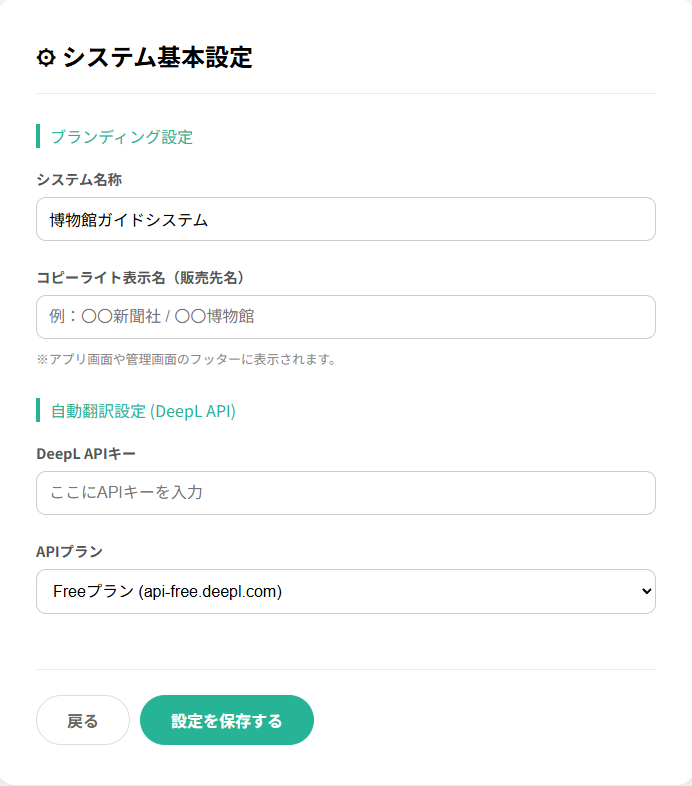 ⚙ システム基本設定
ブランディング設定
システム名称
博物館ガイドシステム
コピーライト表示名（販売先名）
例：〇〇新聞社 / 〇〇博物館
※アプリ画面や管理画面のフッターに表示されます。
自動翻訳設定 (DeepL API)
DeepL APIキー
ここにAPIキーを入力
APIプラン
Freeプラン (api-free.deepl.com)
戻る
設定を保存する